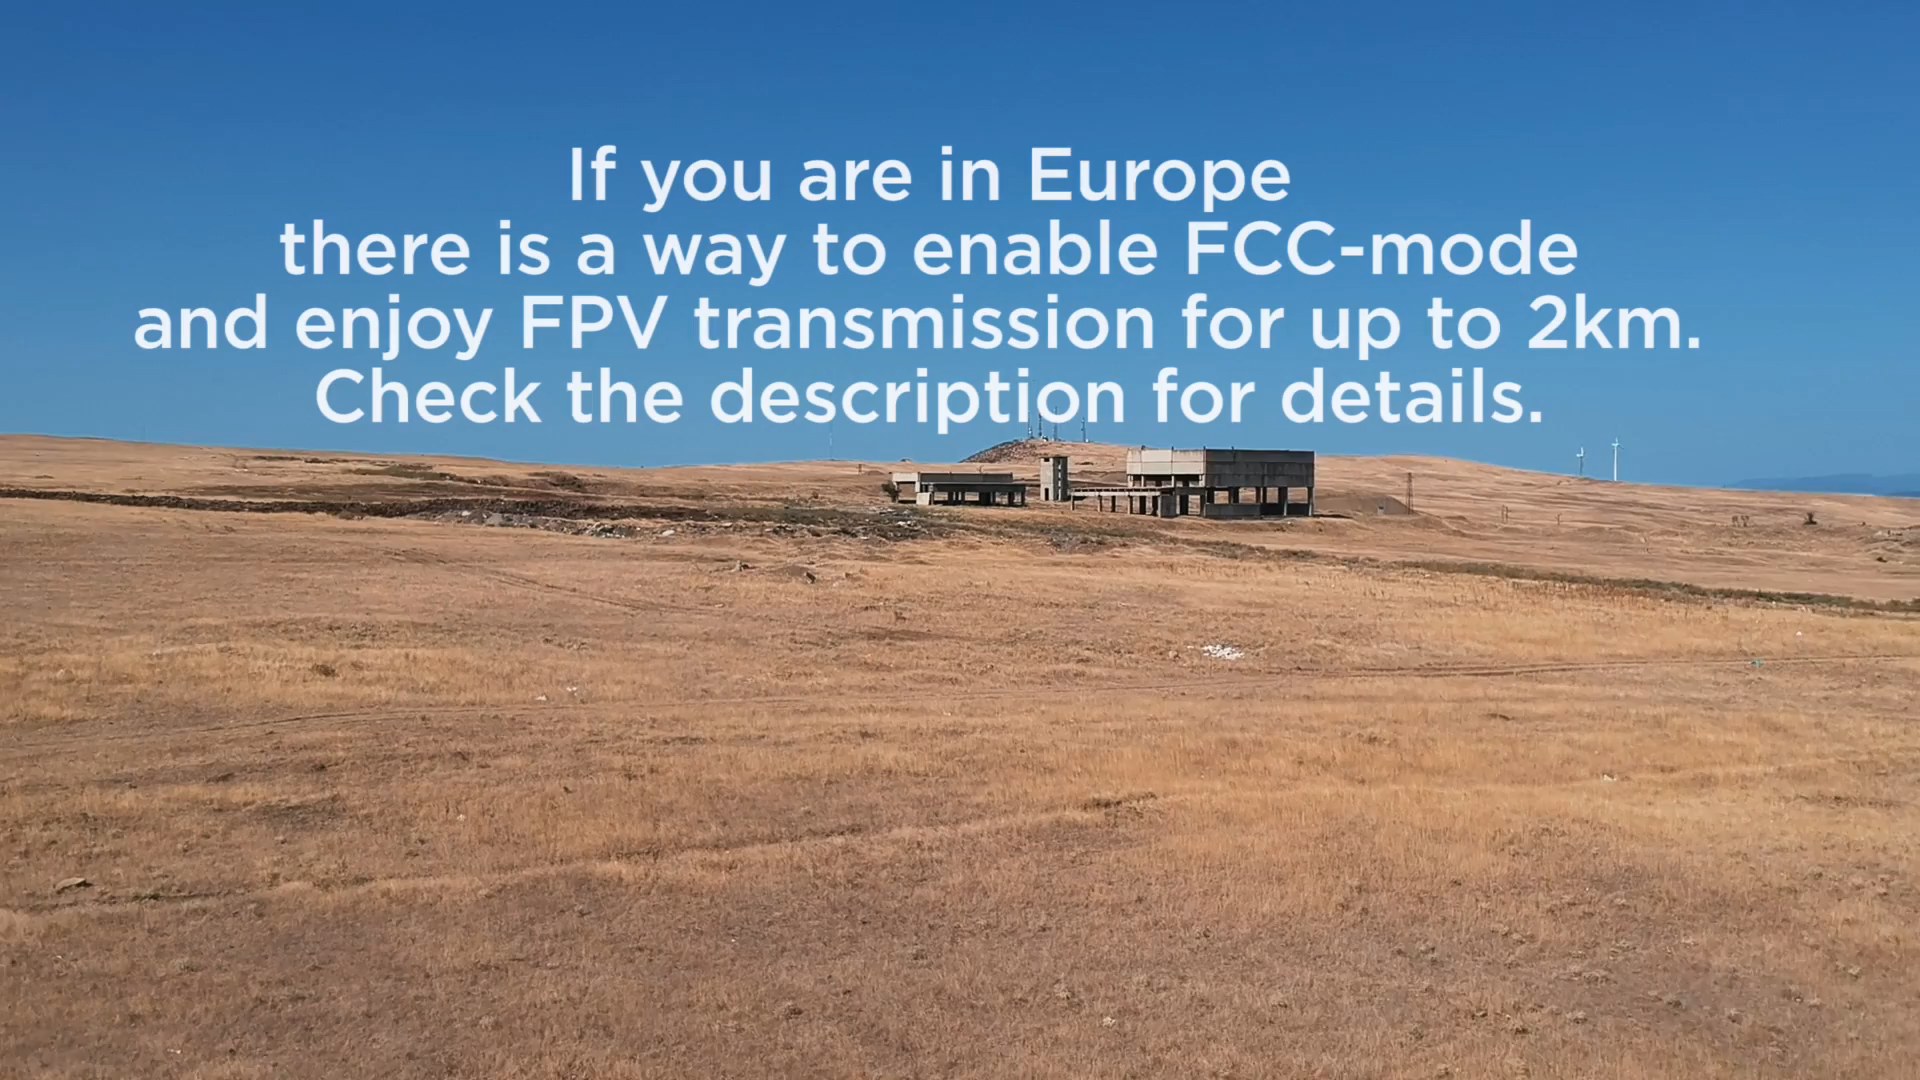 If you are in Europe
there is a way to enable FCC-mode
and enjoy FPV transmission for up to 2km.
Check the description for details.